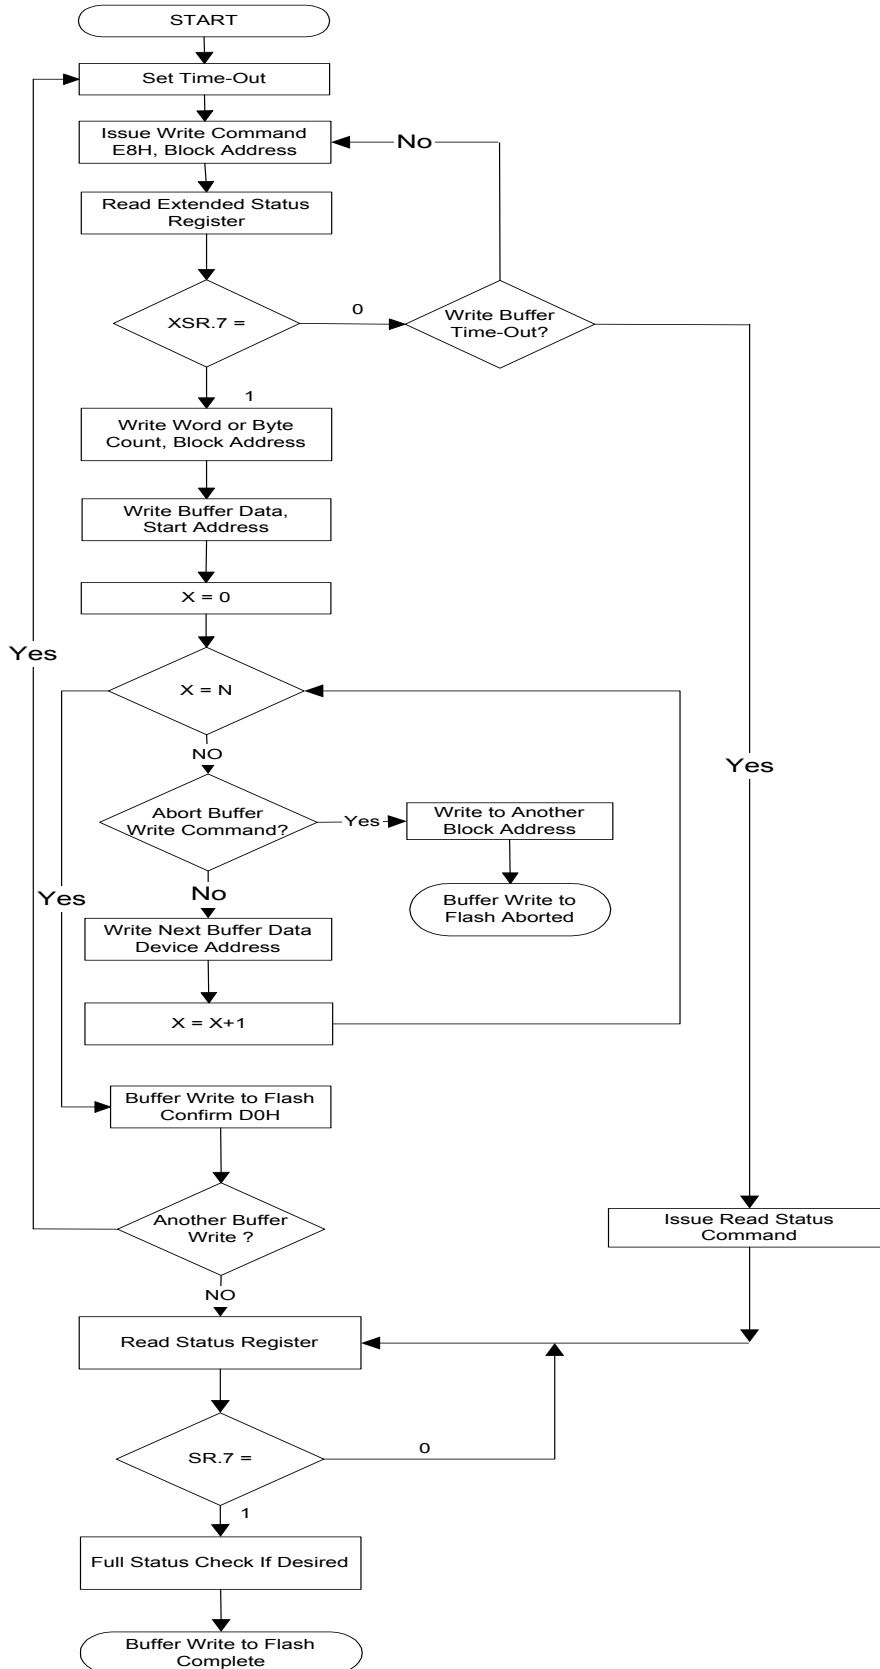 START
Set Time-Out
Issue Write Command
E8H, Block Address
No
Read Extended Status
Register
XSR.7 =
0
Write Buffer
Time-Out?
1
Write Word or Byte
Count, Block Address
Write Buffer Data,
Start Address
X = 0
Yes
X = N
NO
Yes
Abort Buffer
Write Command?
Yes
Write to Another
Block Address
Yes
No
Buffer Write to
Flash Aborted
Write Next Buffer Data
Device Address
X = X+1
Buffer Write to Flash
Confirm D0H
Another Buffer
Write ?
Issue Read Status
Command
NO
Read Status Register
SR.7 =
0
1
Full Status Check If Desired
Buffer Write to Flash
Complete